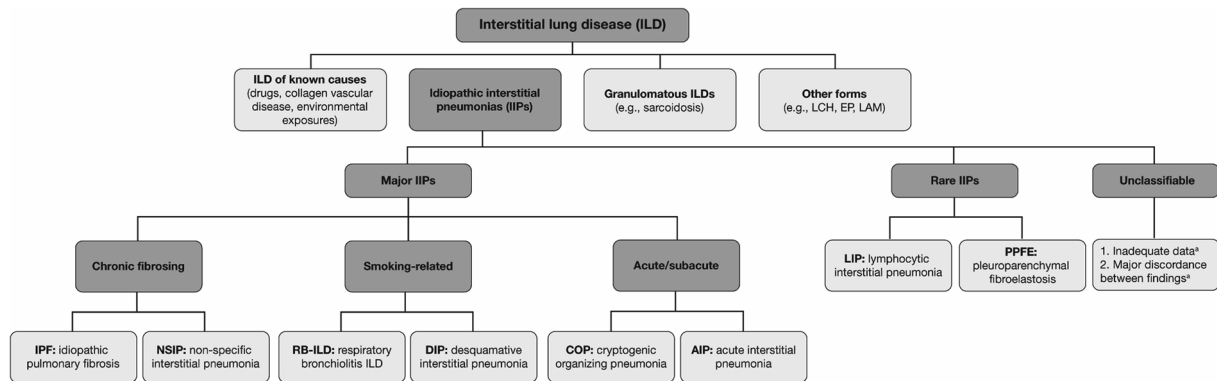 Interstitial lung disease (ILD)
ILD of known causes
(drugs, collagen vascular
disease, environmental
exposures)
Idiopathic interstitial
pneumonias (IIPs)
Granulomatous ILDs
(e.g., sarcoidosis)
Other forms
(e.g., LCH, EP, LAM)
Major IIPs
Rare IIPs
Unclassifiable
Chronic fibrosing
Smoking-related
Acute/subacute
LIP: lymphocytic
interstitial pneumonia
PPFE:
pleuroparenchymal
fibroelastosis
1. Inadequate dataª
2. Major discordance
between findingsª
IPF: idiopathic
pulmonary fibrosis
NSIP: non-specific
interstitial pneumonia
RB-ILD: respiratory
bronchiolitis ILD
DIP: desquamative
interstitial pneumonia
COP: cryptogenic
organizing pneumonia
AIP: acute interstitial
pneumonia